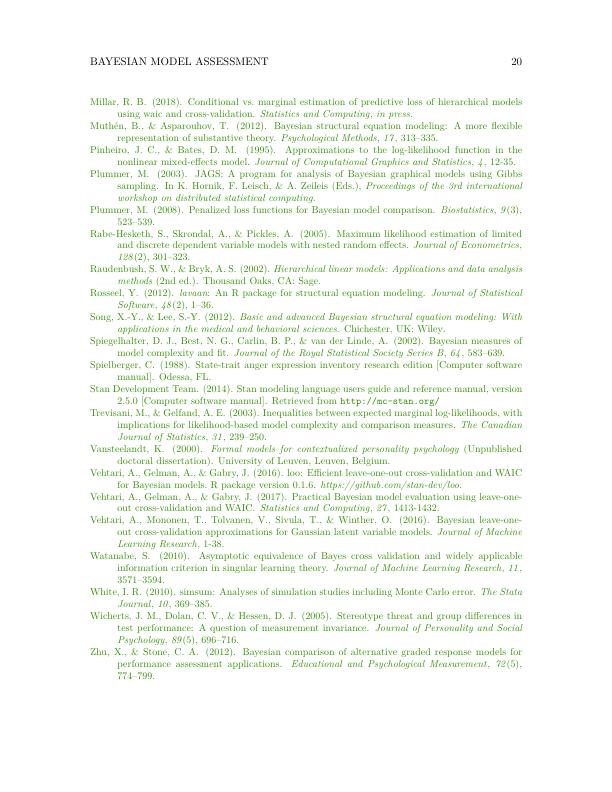 BAYESIAN MODEL ASSESSMENT 20
Millar, R. B. (2018). Conditional vs. marginal estimation of predictive loss of hierarchical models
using waic and cross-validation. Statistics and Computing, in press.
Muthén, B., & Asparouhov, T. (2012). Bayesian structural equation modeling: A more flexible
representation of substantive theory. Psychological Methods, 17, 313–335.
Pinheiro, J. C., & Bates, D. M. (1995). Approximations to the log-likelihood function in the
nonlinear mixed-effects model. Journal of Computational Graphics and Statistics, 4, 12-35.
Plummer, M. (2003). JAGS: A program for analysis of Bayesian graphical models using Gibbs
sampling. In K. Hornik, F. Leisch, & A. Zeileis (Eds.), Proceedings of the 3rd international
workshop on distributed statistical computing.
Plummer, M. (2008). Penalized loss functions for Bayesian model comparison. Biostatistics, 9(3),
523–539.
Rabe-Hesketh, S., Skrondal, A., & Pickles, A. (2005). Maximum likelihood estimation of limited
and discrete dependent variable models with nested random effects. Journal of Econometrics,
128(2), 301–323.
Raudenbush, S. W., & Bryk, A. S. (2002). Hierarchical linear models: Applications and data analysis
methods (2nd ed.). Thousand Oaks, CA: Sage.
Rosseel, Y. (2012). lavaan: An R package for structural equation modeling. Journal of Statistical
Software, 48(2), 1–36.
Song, X.-Y., & Lee, S.-Y. (2012). Basic and advanced Bayesian structural equation modeling: With
applications in the medical and behavioral sciences. Chichester, UK: Wiley.
Spiegelhalter, D. J., Best, N. G., Carlin, B. P., & van der Linde, A. (2002). Bayesian measures of
model complexity and fit. Journal of the Royal Statistical Society Series B, 64, 583–639.
Spielberger, C. (1988). State-trait anger expression inventory research edition [Computer software
manual]. Odessa, FL.
Stan Development Team. (2014). Stan modeling language users guide and reference manual, version
2.5.0 [Computer software manual]. Retrieved from http://mc-stan.org/
Trevisani, M., & Gelfand, A. E. (2003). Inequalities between expected marginal log-likelihoods, with
implications for likelihood-based model complexity and comparison measures. The Canadian
Journal of Statistics, 31, 239–250.
Vansteelandt, K. (2000). Formal models for contextualized personality psychology (Unpublished
doctoral dissertation). University of Leuven, Leuven, Belgium.
Vehtari, A., Gelman, A., & Gabry, J. (2016). loo: Efficient leave-one-out cross-validation and WAIC
for Bayesian models. R package version 0.1.6. https://github.com/stan-dev/loo.
Vehtari, A., Gelman, A., & Gabry, J. (2017). Practical Bayesian model evaluation using leave-one-
out cross-validation and WAIC. Statistics and Computing, 27, 1413-1432.
Vehtari, A., Mononen, T., Tolvanen, V., Sivula, T., & Winther, O. (2016). Bayesian leave-one-
out cross-validation approximations for Gaussian latent variable models. Journal of Machine
Learning Research, 1-38.
Watanabe, S. (2010). Asymptotic equivalence of Bayes cross validation and widely applicable
information criterion in singular learning theory. Journal of Machine Learning Research, 11,
3571–3594.
White, I. R. (2010). simsum: Analyses of simulation studies including Monte Carlo error. The Stata
Journal, 10, 369–385.
Wicherts, J. M., Dolan, C. V., & Hessen, D. J. (2005). Stereotype threat and group differences in
test performance: A question of measurement invariance. Journal of Personality and Social
Psychology, 89(5), 696–716.
Zhu, X., & Stone, C. A. (2012). Bayesian comparison of alternative graded response models for
performance assessment applications. Educational and Psychological Measurement, 72(5),
774–799.